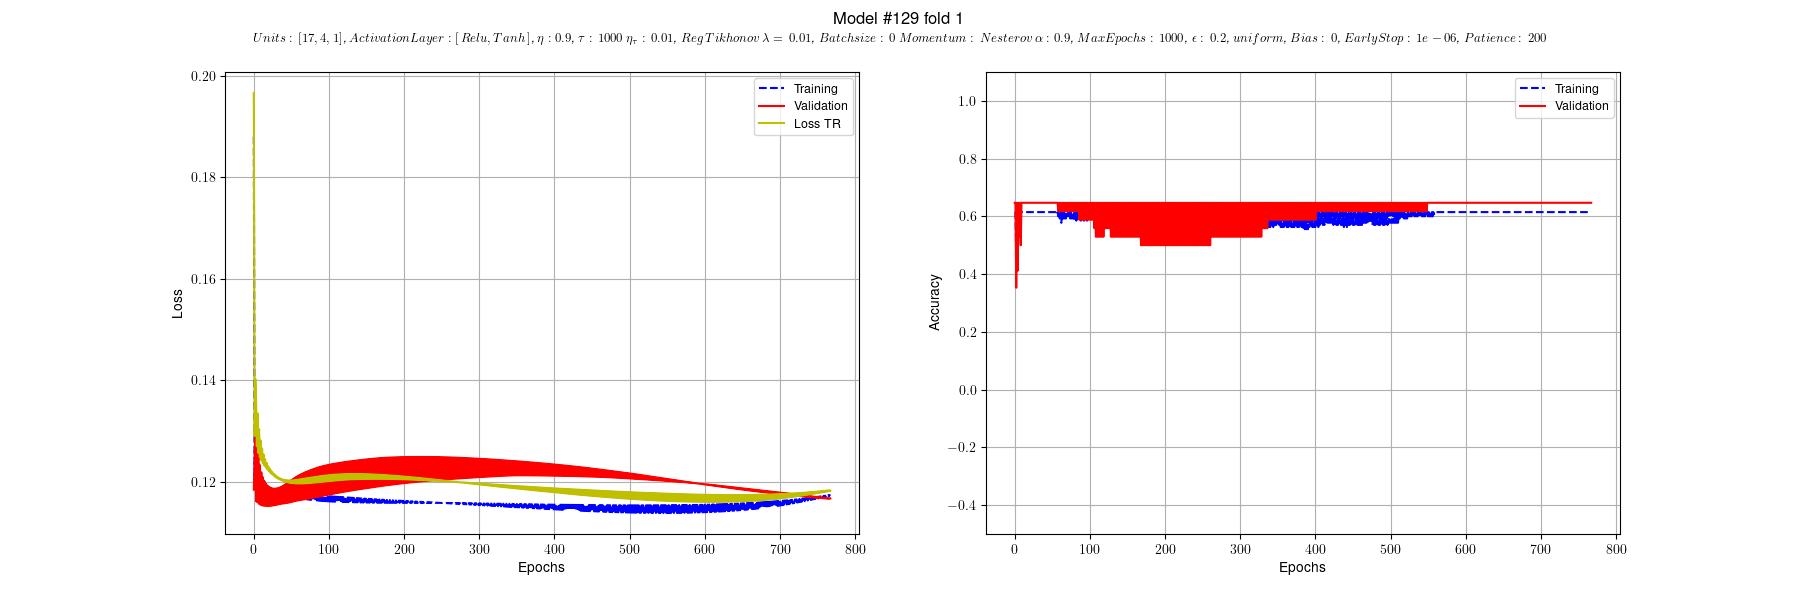 Model #129 fold 1
Units : [17, 4, 1], ActivationLayer : [ Relu, Tanh], η : 0.9, τ : 1000 ητ : 0.01, RegTikhonov λ = 0.01, Batchsize : 0 Momentum : Nesterov α : 0.9, MaxEpochs : 1000, ϵ : 0.2, uniform, Bias : 0, EarlyStop : 1e − 06, Patience : 200
0.20
0.18
0.16
0.14
0.12
Loss
0 100 200 300 400 500 600 700 800
Epochs
Training
Validation
Loss TR
1.0
0.8
0.6
0.4
0.2
0.0
−0.2
−0.4
Accuracy
0 100 200 300 400 500 600 700 800
Epochs
Training
Validation